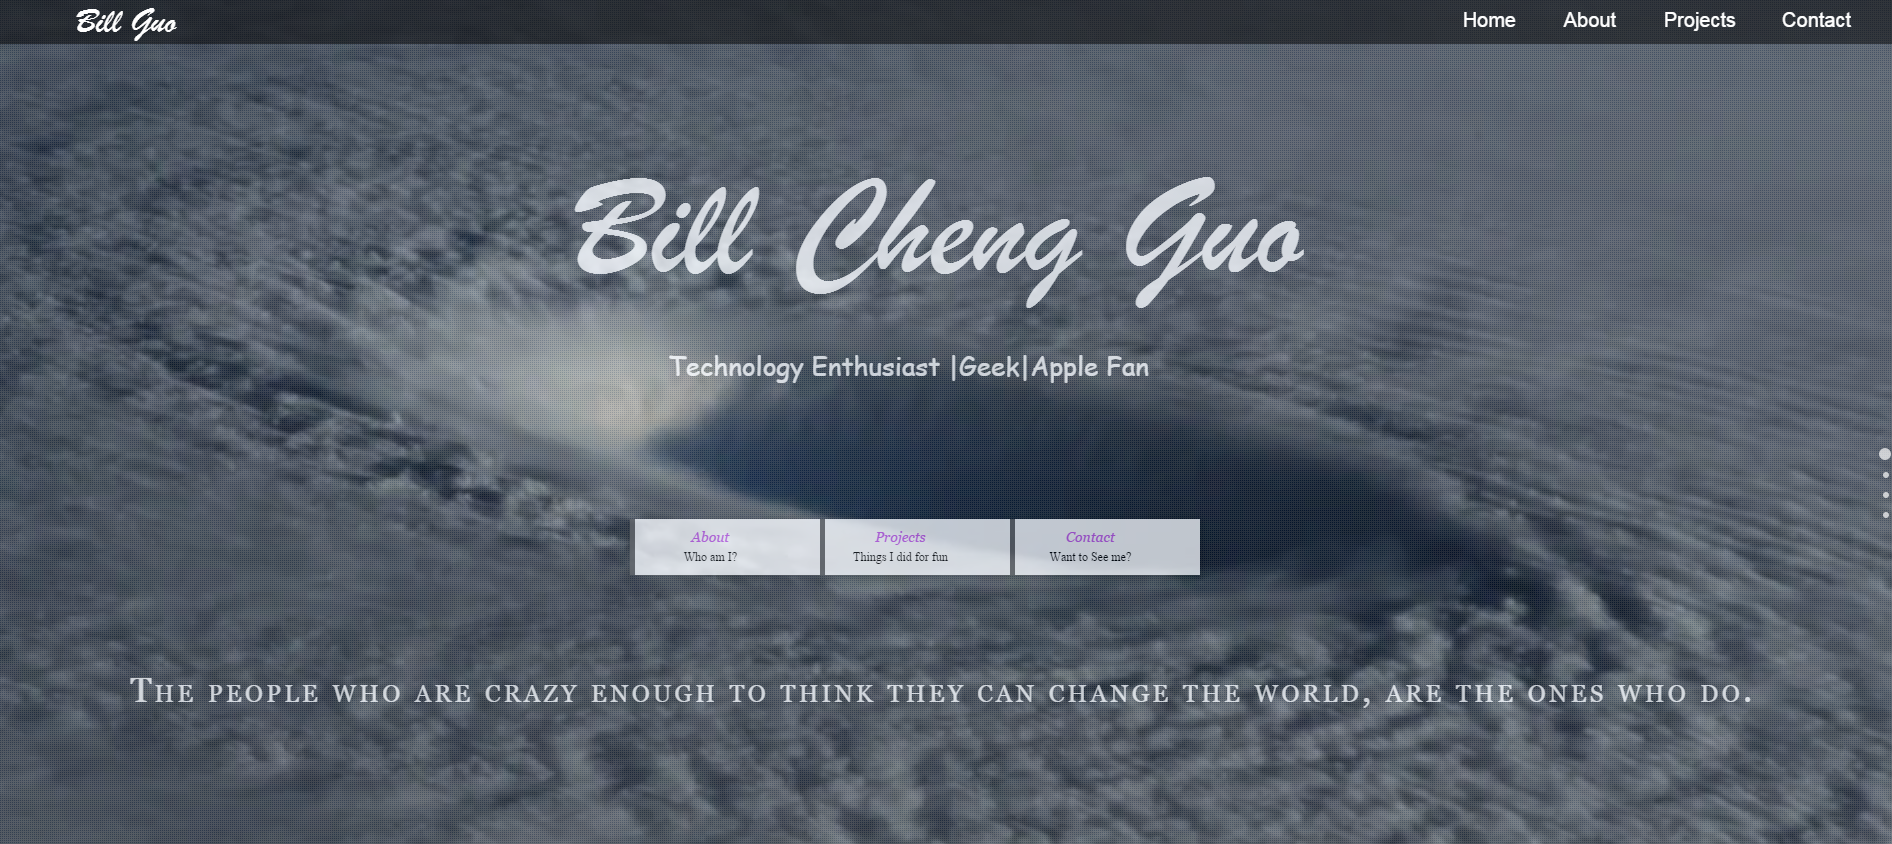 Bill Guo
Home About Projects Contact
Bill Cheng Guo
Technology Enthusiast |Geek|Apple Fan
About Projects Contact
Who am I? Things I did for fun Want to See me?
The people who are crazy enough to think they can change the world, are the ones who do.